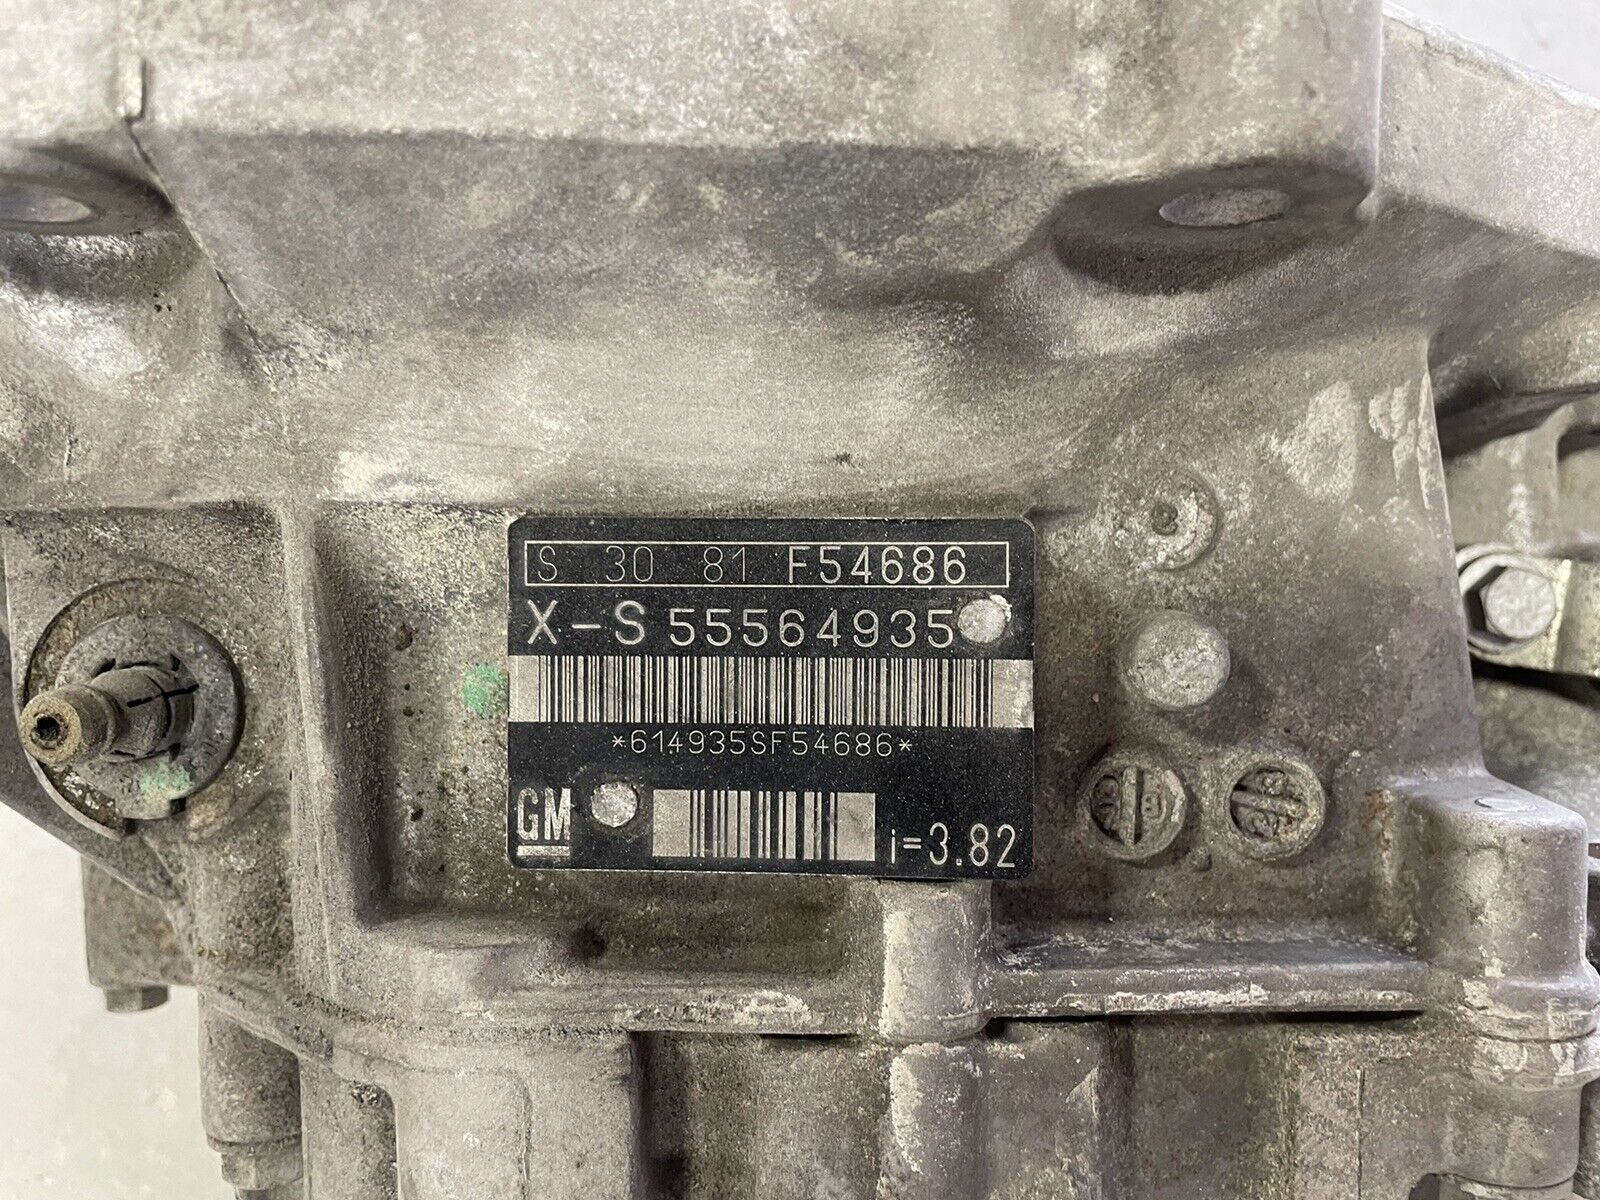 S 30 81 F54686
X-S 55564935
*614935SF54686*
GM
i=3.82